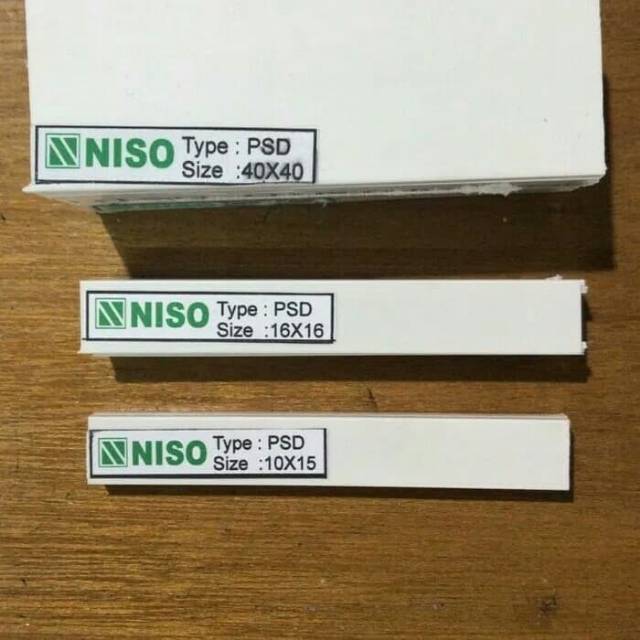 NISO Type : PSD
Size :40X40
NISO Type : PSD
Size :16X16
NISO Type : PSD
Size :10X15